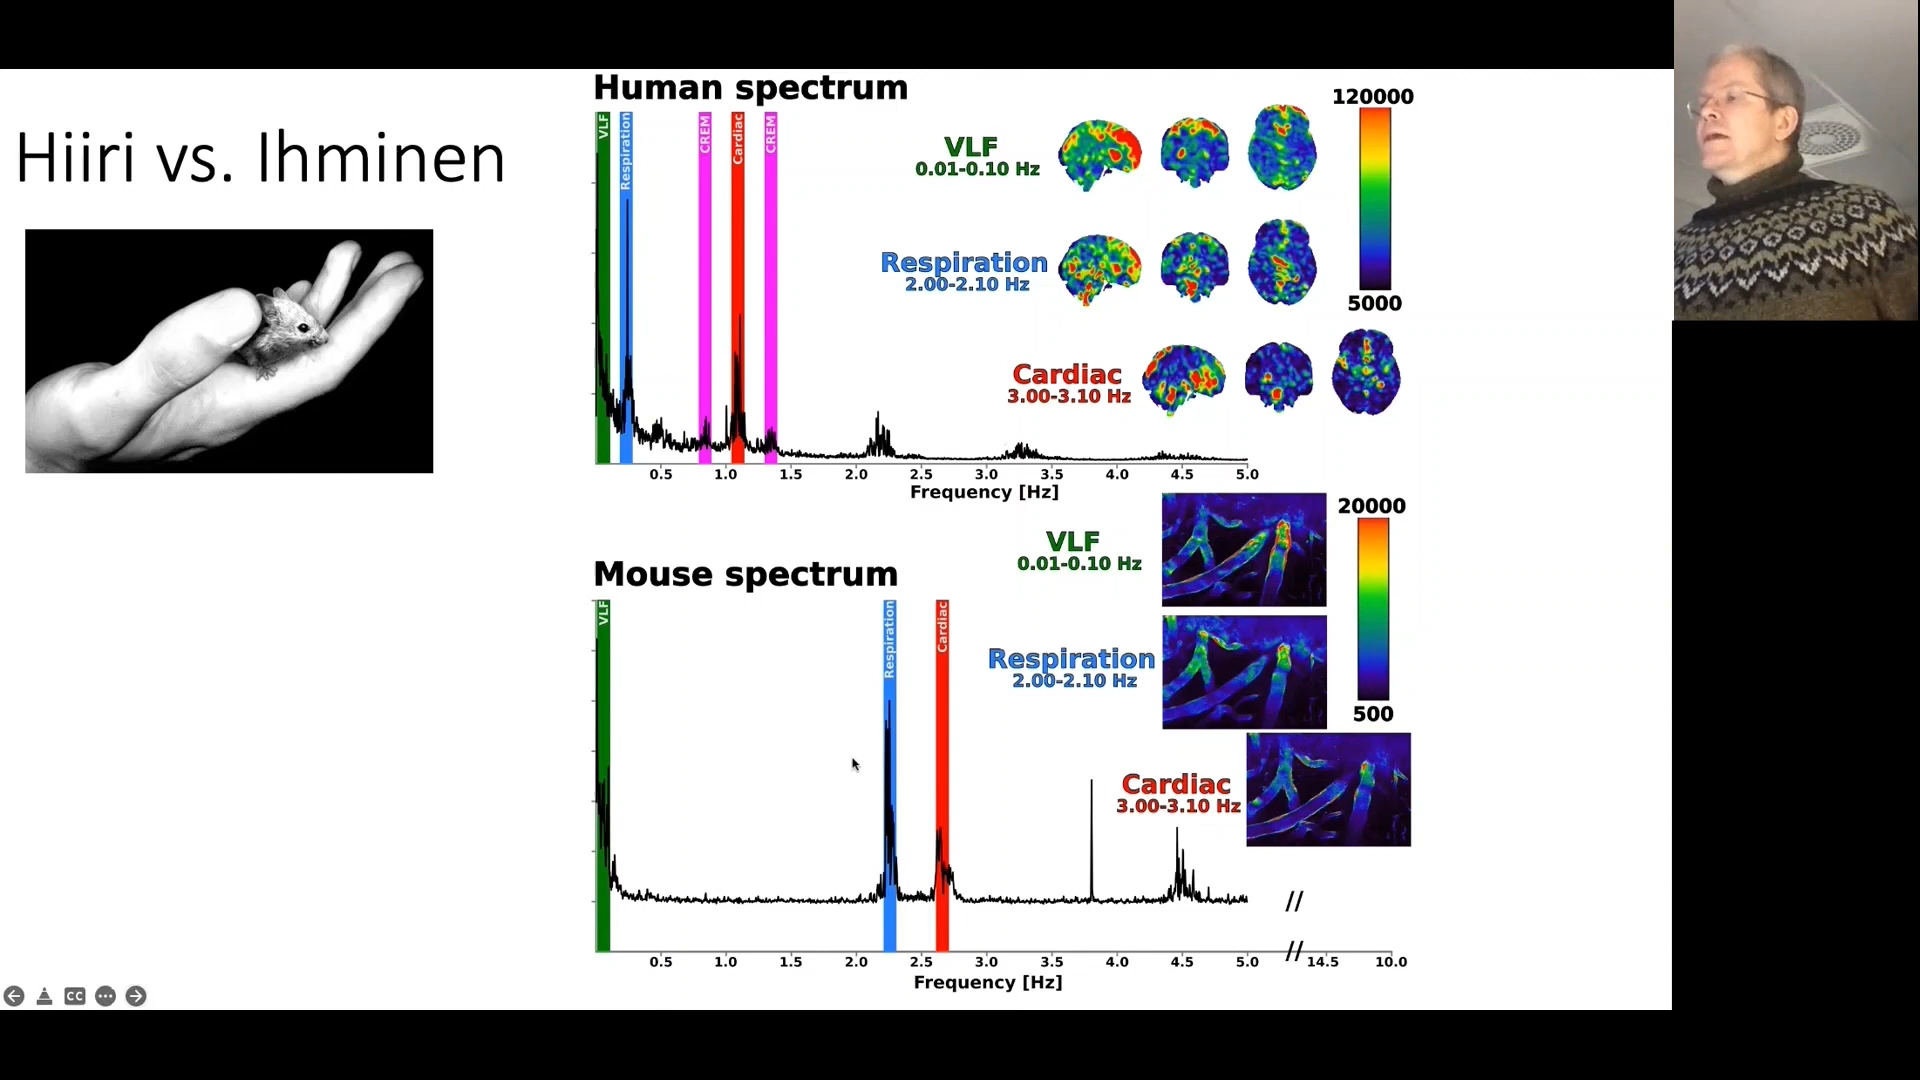 Hiiri vs. Ihminen
Human spectrum
VLF
Respiration
CREM
Cardiac
CREM
VLF
0.01-0.10 Hz
Respiration
2.00-2.10 Hz
Cardiac
3.00-3.10 Hz
120000
5000
0.5 1.0 1.5 2.0 2.5 3.0 3.5 4.0 4.5 5.0
Frequency [Hz]
Mouse spectrum
VLF
Respiration
Cardiac
VLF
0.01-0.10 Hz
Respiration
2.00-2.10 Hz
Cardiac
3.00-3.10 Hz
20000
500
//
//
0.5 1.0 1.5 2.0 2.5 3.0 3.5 4.0 4.5 5.0 14.5 10.0
Frequency [Hz]
CC